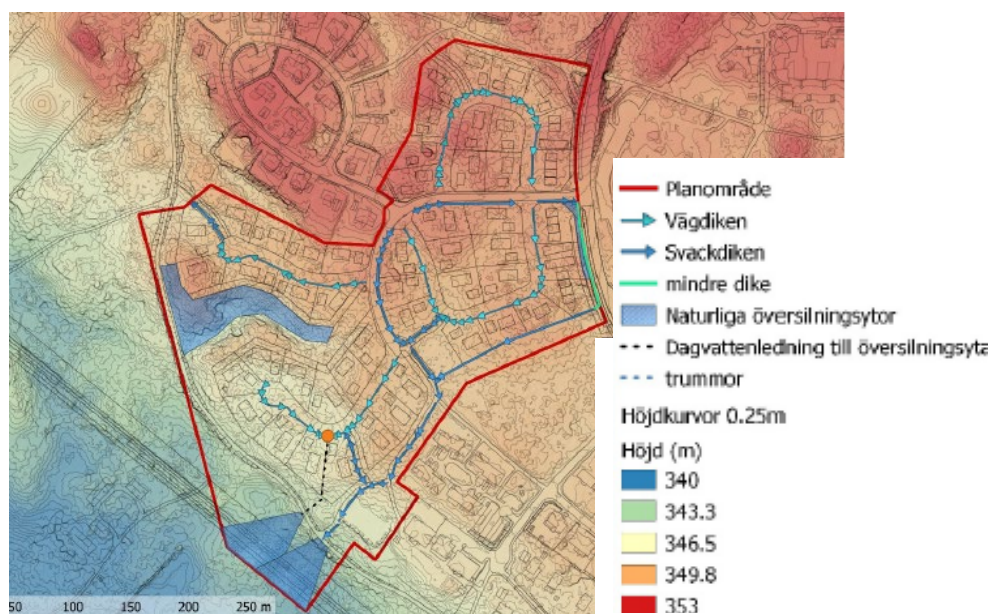 Planområde
Vägdiken
Svackdiken
mindre dike
Naturliga översilningsytor
Dagvattenledning till översilningsyta
trummor
Höjdkurvor 0.25m
Höjd (m)
340
343.3
346.5
349.8
353
50 100 150 200 250 m